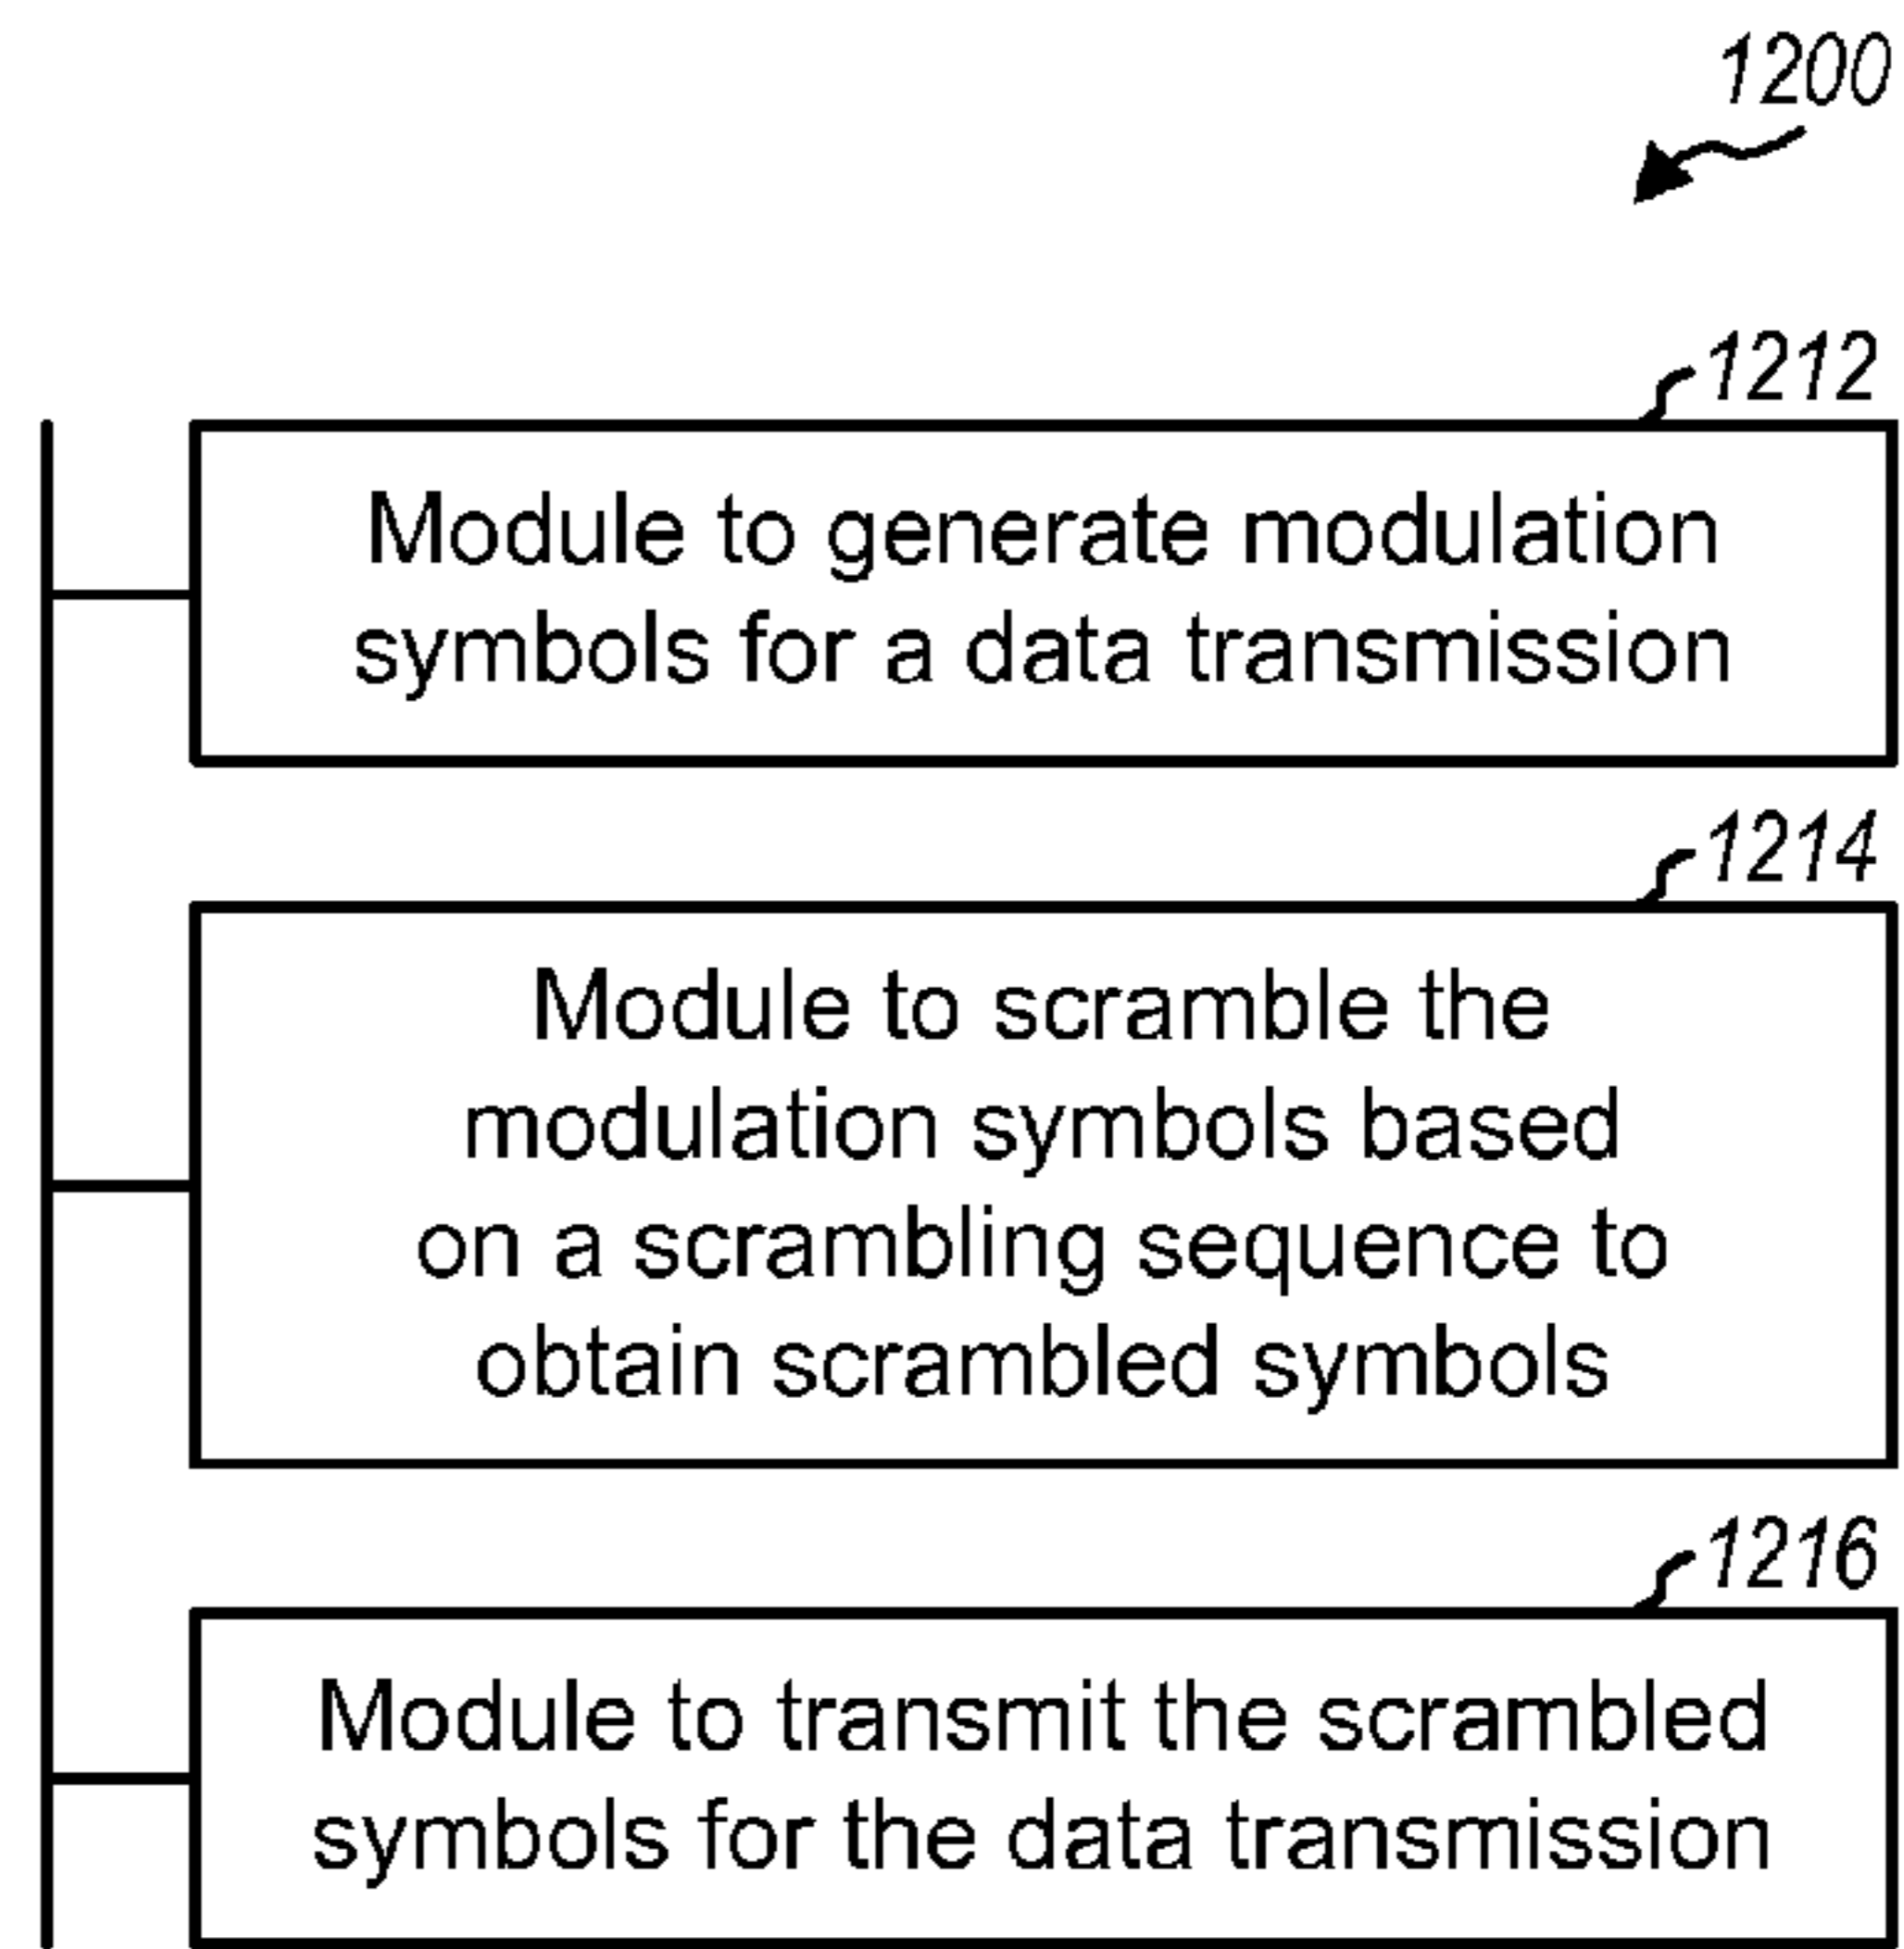 1200
1212
Module to generate modulation
symbols for a data transmission
1214
Module to scramble the
modulation symbols based
on a scrambling sequence to
obtain scrambled symbols
1216
Module to transmit the scrambled
symbols for the data transmission